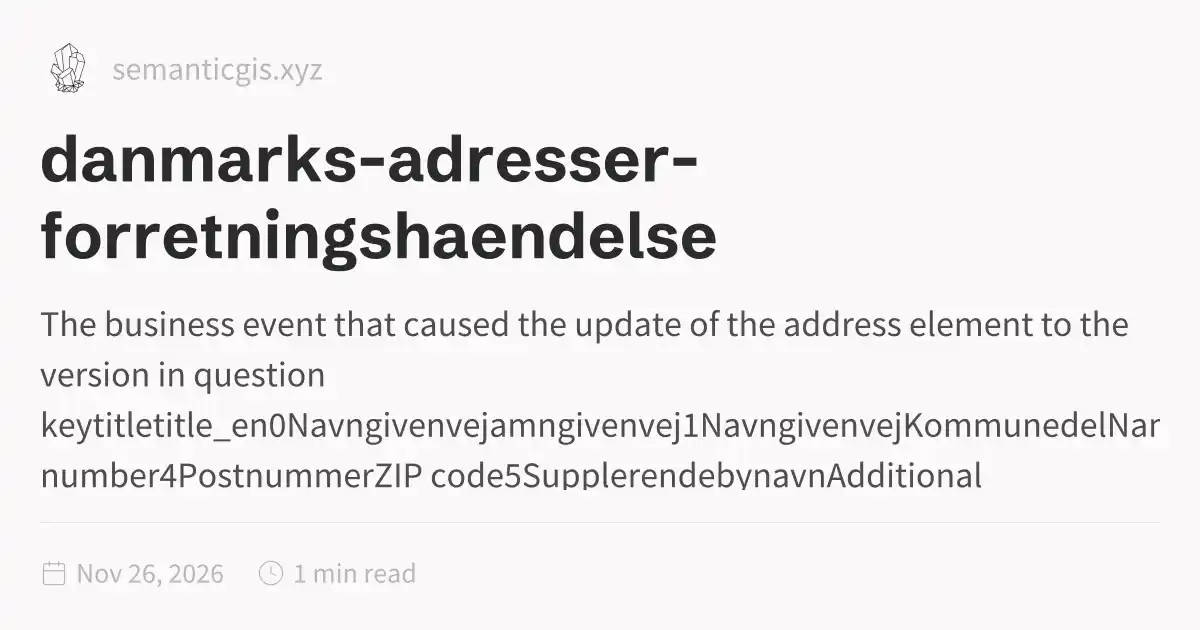 semanticgis.xyz
danmarks-adresser-
forretningshaendelse
The business event that caused the update of the address element to the
version in question
keytitletitle_en0Navngivenvejamngivenvej1NavngivenvejKommunedelNar
number4PostnummerZIP code5SupplerendebynavnAdditional
Nov 26, 2026
1 min read